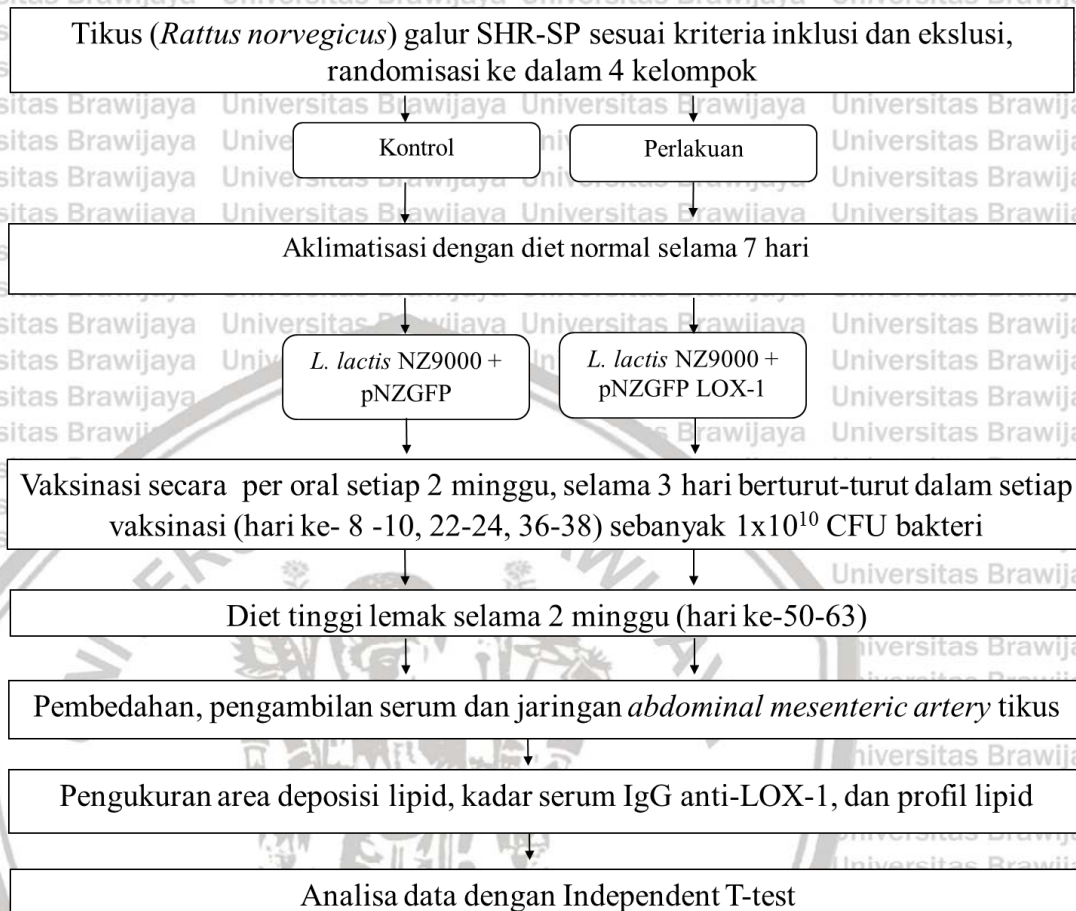 Tikus (Rattus norvegicus) galur SHR-SP sesuai kriteria inklusi dan ekslusi,
randomisasi ke dalam 4 kelompok
Kontrol
Perlakuan
Aklimatisasi dengan diet normal selama 7 hari
L. lactis NZ9000 +
pNZGFP
L. lactis NZ9000 +
pNZGFP LOX-1
Vaksinasi secara per oral setiap 2 minggu, selama 3 hari berturut-turut dalam setiap
vaksinasi (hari ke- 8 -10, 22-24, 36-38) sebanyak 1x10¹⁰ CFU bakteri
Diet tinggi lemak selama 2 minggu (hari ke-50-63)
Pembedahan, pengambilan serum dan jaringan abdominal mesenteric artery tikus
Pengukuran area deposisi lipid, kadar serum IgG anti-LOX-1, dan profil lipid
Analisa data dengan Independent T-test